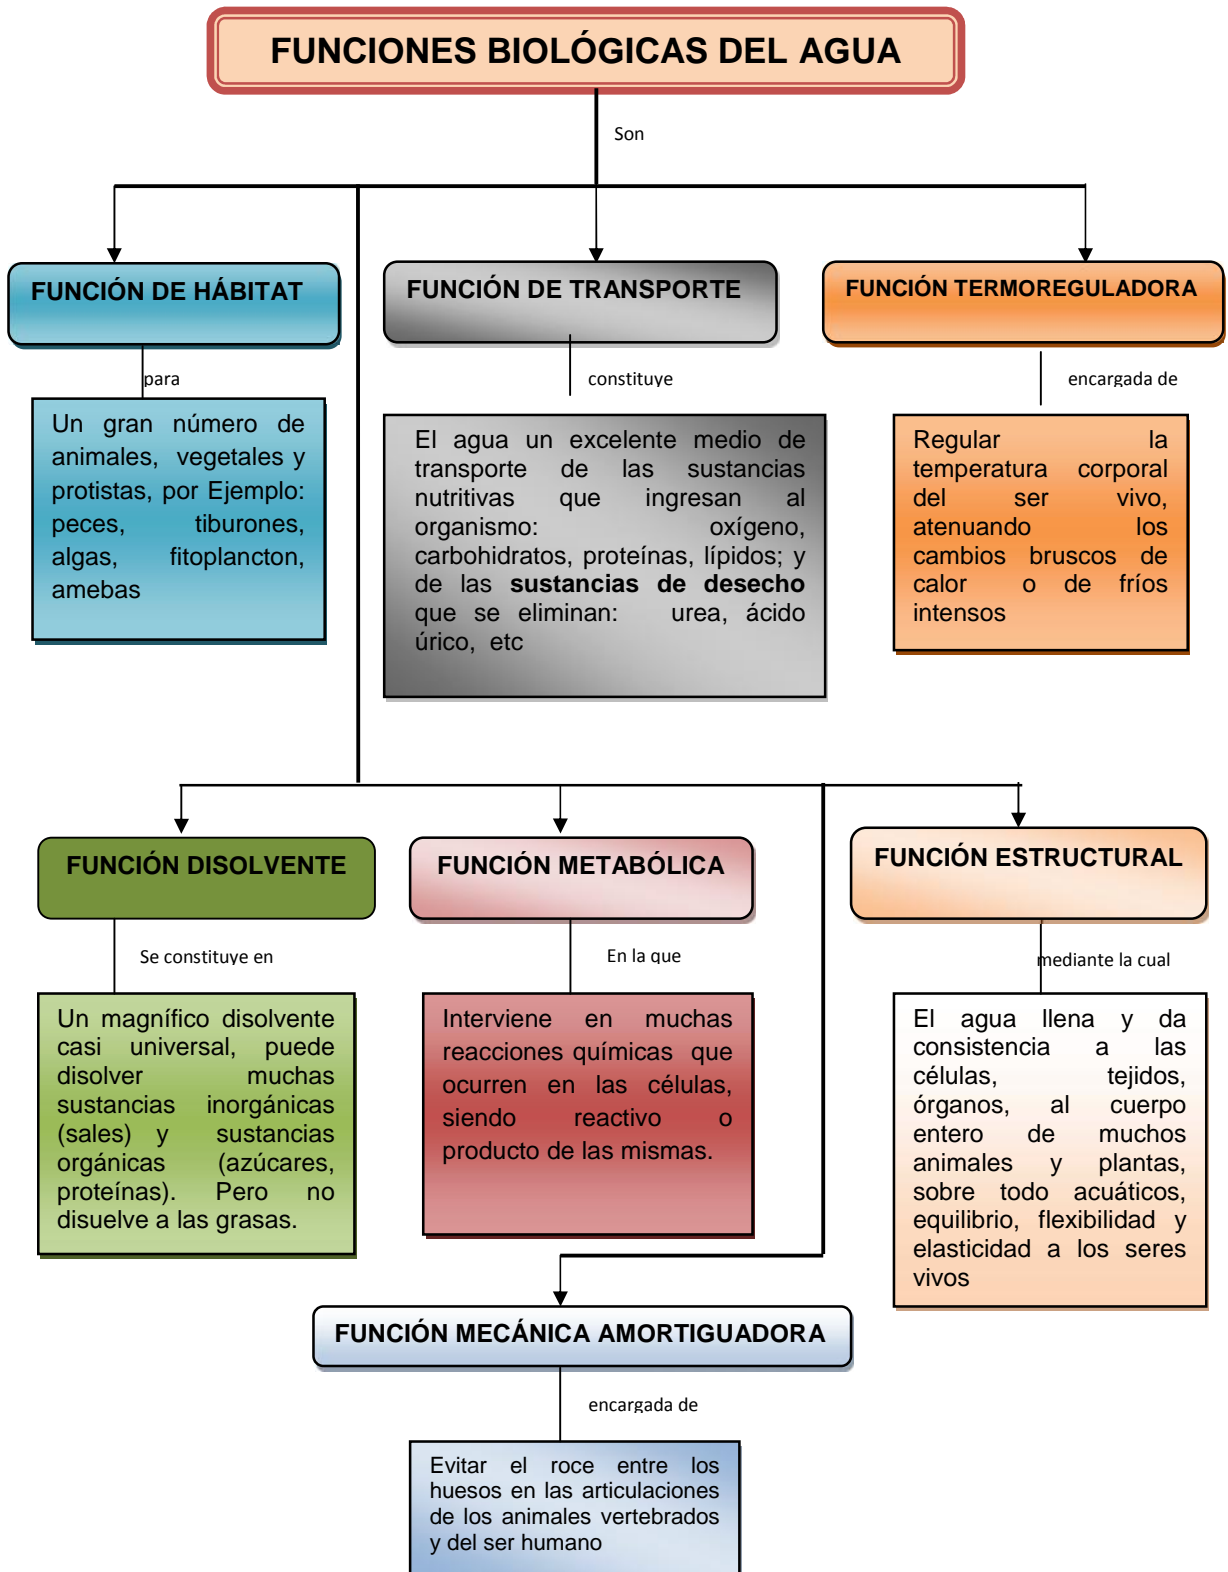 FUNCIONES BIOLÓGICAS DEL AGUA
Son
FUNCIÓN DE HÁBITAT
para
Un gran número de
animales, vegetales y
protistas, por Ejemplo:
peces, tiburones,
algas, fitoplancton,
amebas
FUNCIÓN DE TRANSPORTE
constituye
El agua un excelente medio de
transporte de las sustancias
nutritivas que ingresan al
organismo: oxígeno,
carbohidratos, proteínas, lípidos; y
de las sustancias de desecho
que se eliminan: urea, ácido
úrico, etc
FUNCIÓN TERMOREGULADORA
encargada de
Regular la
temperatura corporal
del ser vivo,
atenuando los
cambios bruscos de
calor o de fríos
intensos
FUNCIÓN DISOLVENTE
Se constituye en
Un magnífico disolvente
casi universal, puede
disolver muchas
sustancias inorgánicas
(sales) y sustancias
orgánicas (azúcares,
proteínas). Pero no
disuelve a las grasas.
FUNCIÓN METABÓLICA
En la que
Interviene en muchas
reacciones químicas que
ocurren en las células,
siendo reactivo o
producto de las mismas.
FUNCIÓN ESTRUCTURAL
mediante la cual
El agua llena y da
consistencia a las
células, tejidos,
órganos, al cuerpo
entero de muchos
animales y plantas,
sobre todo acuáticos,
equilibrio, flexibilidad y
elasticidad a los seres
vivos
FUNCIÓN MECÁNICA AMORTIGUADORA
encargada de
Evitar el roce entre los
huesos en las articulaciones
de los animales vertebrados
y del ser humano